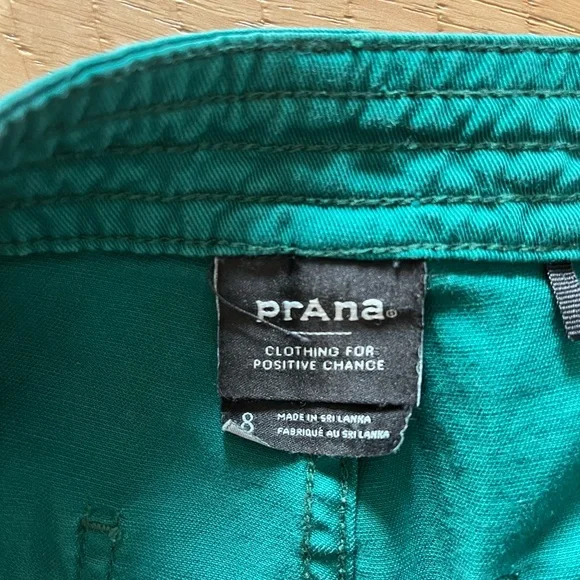 prAna®
CLOTHING FOR
POSITIVE CHANGE
8
MADE IN SRI LANKA
FABRIQUÉ AU SRI LANKA